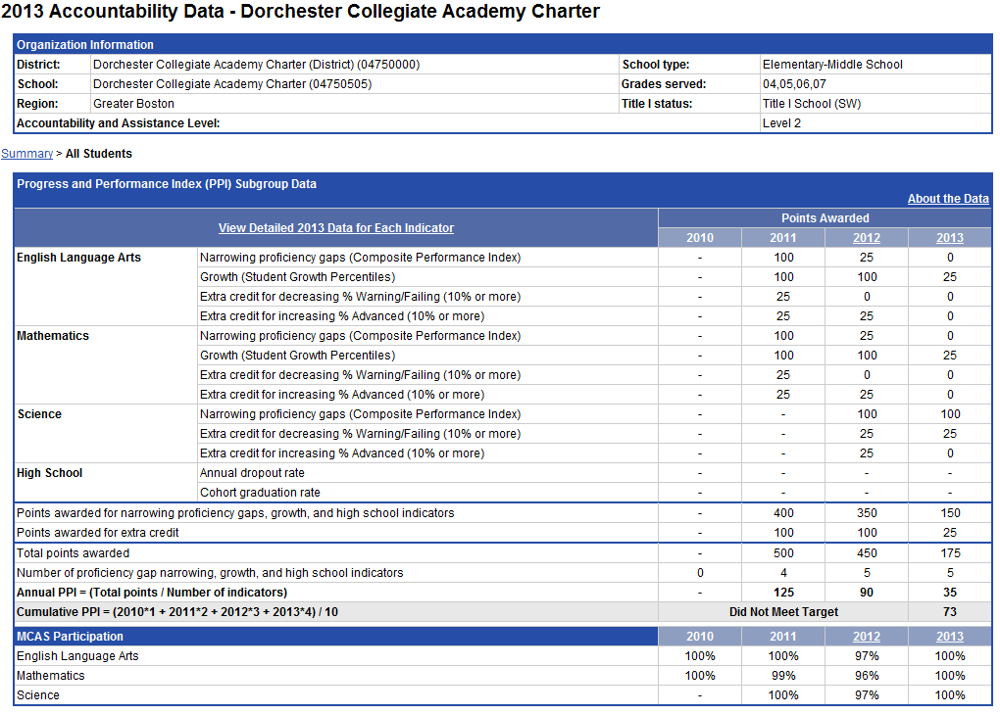 2013 Accountability Data - Dorchester Collegiate Academy Charter
Organization Information
District: Dorchester Collegiate Academy Charter (District) (04750000) School type: Elementary-Middle School
School: Dorchester Collegiate Academy Charter (04750505) Grades served: 04,05,06,07
Region: Greater Boston Title I status: Title I School (SW)
Accountability and Assistance Level: Level 2
Summary > All Students
Progress and Performance Index (PPI) Subgroup Data
About the Data
View Detailed 2013 Data for Each Indicator Points Awarded
2010 2011 2012 2013
English Language Arts Narrowing proficiency gaps (Composite Performance Index) - 100 25 0
Growth (Student Growth Percentiles) - 100 100 25
Extra credit for decreasing % Warning/Failing (10% or more) - 25 0 0
Extra credit for increasing % Advanced (10% or more) - 25 25 0
Mathematics Narrowing proficiency gaps (Composite Performance Index) - 100 25 0
Growth (Student Growth Percentiles) - 100 100 25
Extra credit for decreasing % Warning/Failing (10% or more) - 25 0 0
Extra credit for increasing % Advanced (10% or more) - 25 25 0
Science Narrowing proficiency gaps (Composite Performance Index) - - 100 100
Extra credit for decreasing % Warning/Failing (10% or more) - - 25 25
Extra credit for increasing % Advanced (10% or more) - - 25 0
High School Annual dropout rate - - - -
Cohort graduation rate - - - -
Points awarded for narrowing proficiency gaps, growth, and high school indicators - 400 350 150
Points awarded for extra credit - 100 100 25
Total points awarded - 500 450 175
Number of proficiency gap narrowing, growth, and high school indicators 0 4 5 5
Annual PPI = (Total points / Number of indicators) - 125 90 35
Cumulative PPI = (2010*1 + 2011*2 + 2012*3 + 2013*4) / 10 Did Not Meet Target 73
MCAS Participation 2010 2011 2012 2013
English Language Arts 100% 100% 97% 100%
Mathematics 100% 99% 96% 100%
Science - 100% 97% 100%